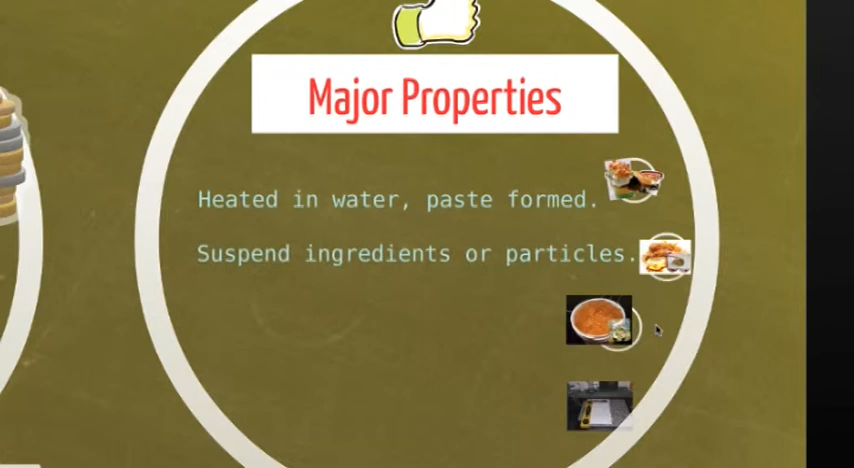 Major Properties
Heated in water, paste formed.
Suspend ingredients or particles.